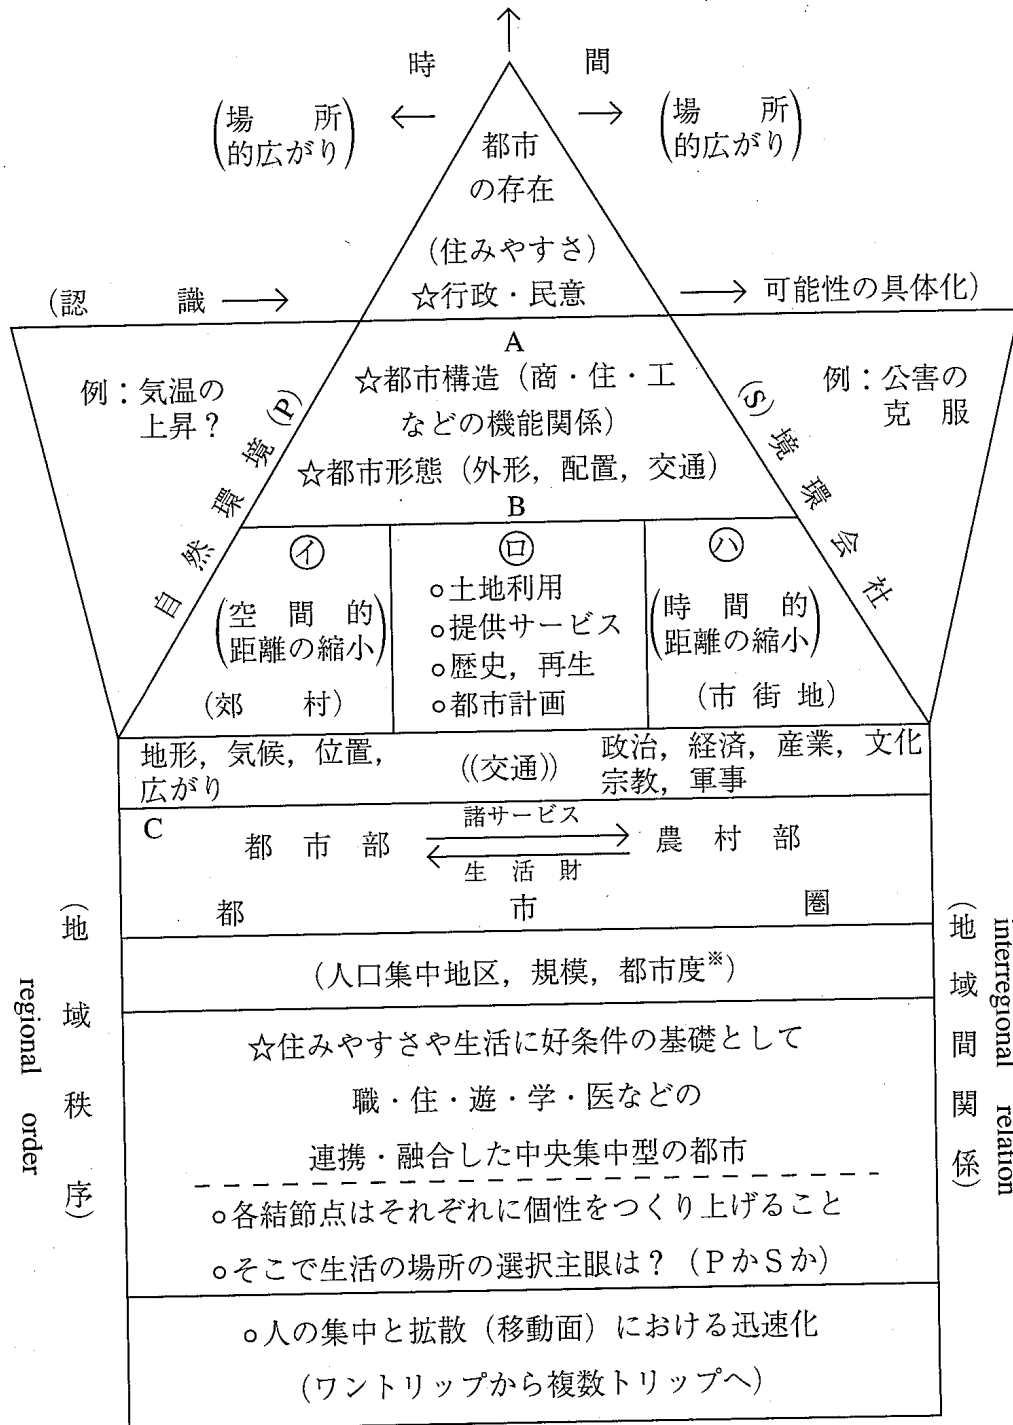 時 間
(場 所
的広がり)
(場 所
的広がり)
都市
の存在
(住みやすさ)
☆行政・民意
(認 識
可能性の具体化)
例：気温の
上昇？
自然環境(P)
A
☆都市構造（商・住・工
などの機能関係）
☆都市形態（外形，配置，交通）
B
(S)境環会社
例：公害の
克 服
㋑
(空 間 的
距離の縮小)
(郊 村)
㋺
○土地利用
○提供サービス
○歴史，再生
○都市計画
㋩
(時 間 的
距離の縮小)
(市 街 地)
地形，気候，位置，
広がり
((交通))
政治，経済，産業，文化
宗教，軍事
C
都 市 部
諸サービス
生 活 財
農 村 部
都 市 圏
(人口集中地区，規模，都市度※)
☆住みやすさや生活に好条件の基礎として
職・住・遊・学・医などの
連携・融合した中央集中型の都市
○各結節点はそれぞれに個性をつくり上げること
○そこで生活の場所の選択主眼は？（PかSか）
○人の集中と拡散（移動面）における迅速化
(ワントリップから複数トリップへ)
(地域秩序)
regional order
(地域間関係)
interregional relation